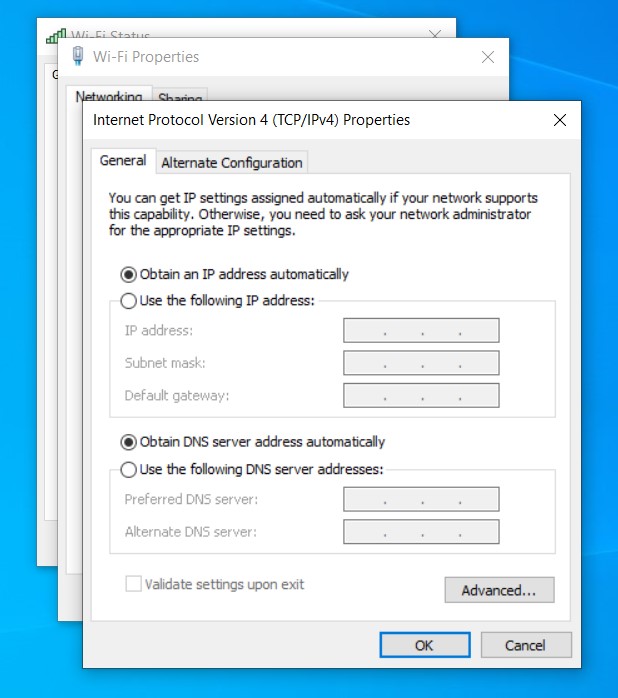 Wi-Fi Status
Wi-Fi Properties
Networking Sharing
Internet Protocol Version 4 (TCP/IPv4) Properties
General Alternate Configuration
You can get IP settings assigned automatically if your network supports
this capability. Otherwise, you need to ask your network administrator
for the appropriate IP settings.
Obtain an IP address automatically
Use the following IP address:
IP address: . . .
Subnet mask: . . .
Default gateway: . . .
Obtain DNS server address automatically
Use the following DNS server addresses:
Preferred DNS server: . . .
Alternate DNS server: . . .
Validate settings upon exit
Advanced...
OK Cancel